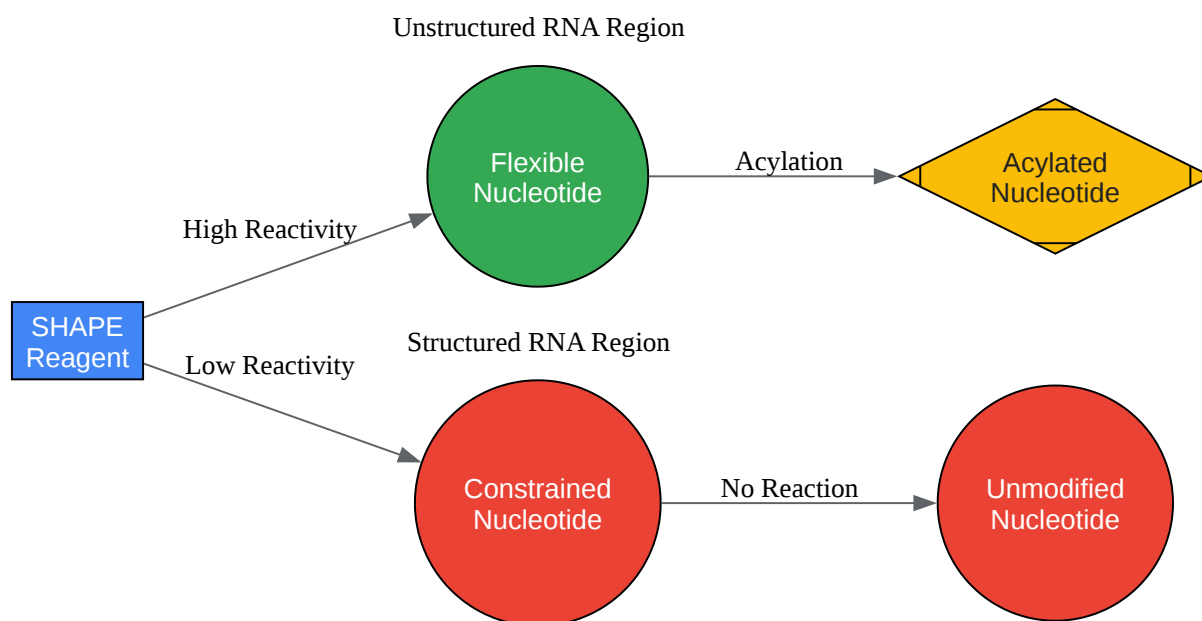 Unstructured RNA Region
Flexible
Nucleotide
Acylation
Acylated
Nucleotide
High Reactivity
SHAPE
Reagent
Low Reactivity
Structured RNA Region
Constrained
Nucleotide
No Reaction
Unmodified
Nucleotide